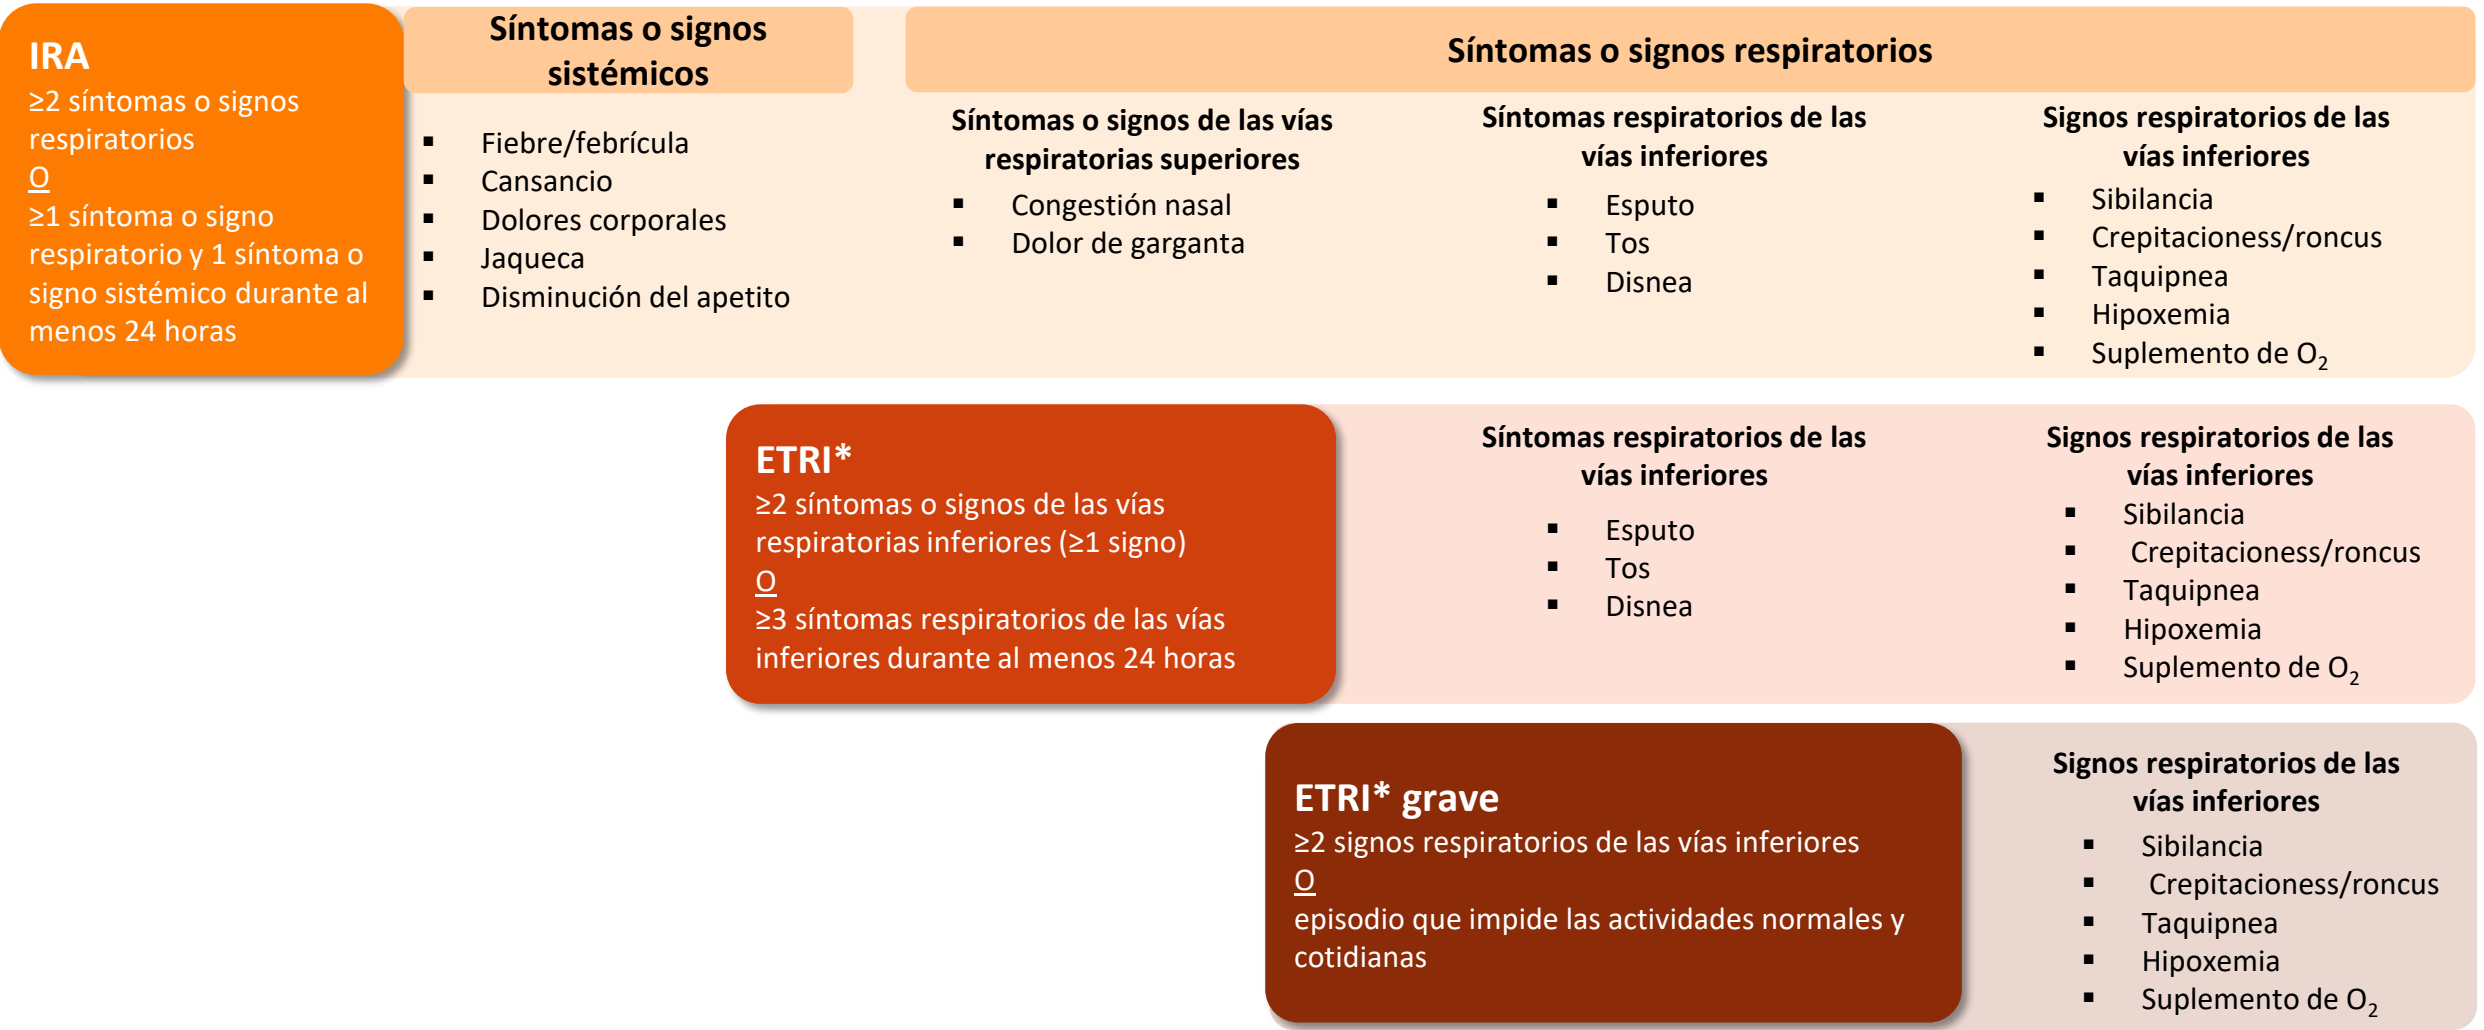 IRA
≥2 síntomas o signos
respiratorios
O
≥1 síntoma o signo
respiratorio y 1 síntoma o
signo sistémico durante al
menos 24 horas
Síntomas o signos
sistémicos
▪ Fiebre/febrícula
▪ Cansancio
▪ Dolores corporales
▪ Jaqueca
▪ Disminución del apetito
Síntomas o signos respiratorios
Síntomas o signos de las vías
respiratorias superiores
▪ Congestión nasal
▪ Dolor de garganta
Síntomas respiratorios de las
vías inferiores
▪ Esputo
▪ Tos
▪ Disnea
Signos respiratorios de las
vías inferiores
▪ Sibilancia
▪ Crepitacioness/roncus
▪ Taquipnea
▪ Hipoxemia
▪ Suplemento de O₂
ETRI*
≥2 síntomas o signos de las vías
respiratorias inferiores (≥1 signo)
O
≥3 síntomas respiratorios de las vías
inferiores durante al menos 24 horas
Síntomas respiratorios de las
vías inferiores
▪ Esputo
▪ Tos
▪ Disnea
Signos respiratorios de las
vías inferiores
▪ Sibilancia
▪ Crepitacioness/roncus
▪ Taquipnea
▪ Hipoxemia
▪ Suplemento de O₂
ETRI* grave
≥2 signos respiratorios de las vías inferiores
O
episodio que impide las actividades normales y
cotidianas
Signos respiratorios de las
vías inferiores
▪ Sibilancia
▪ Crepitacioness/roncus
▪ Taquipnea
▪ Hipoxemia
▪ Suplemento de O₂